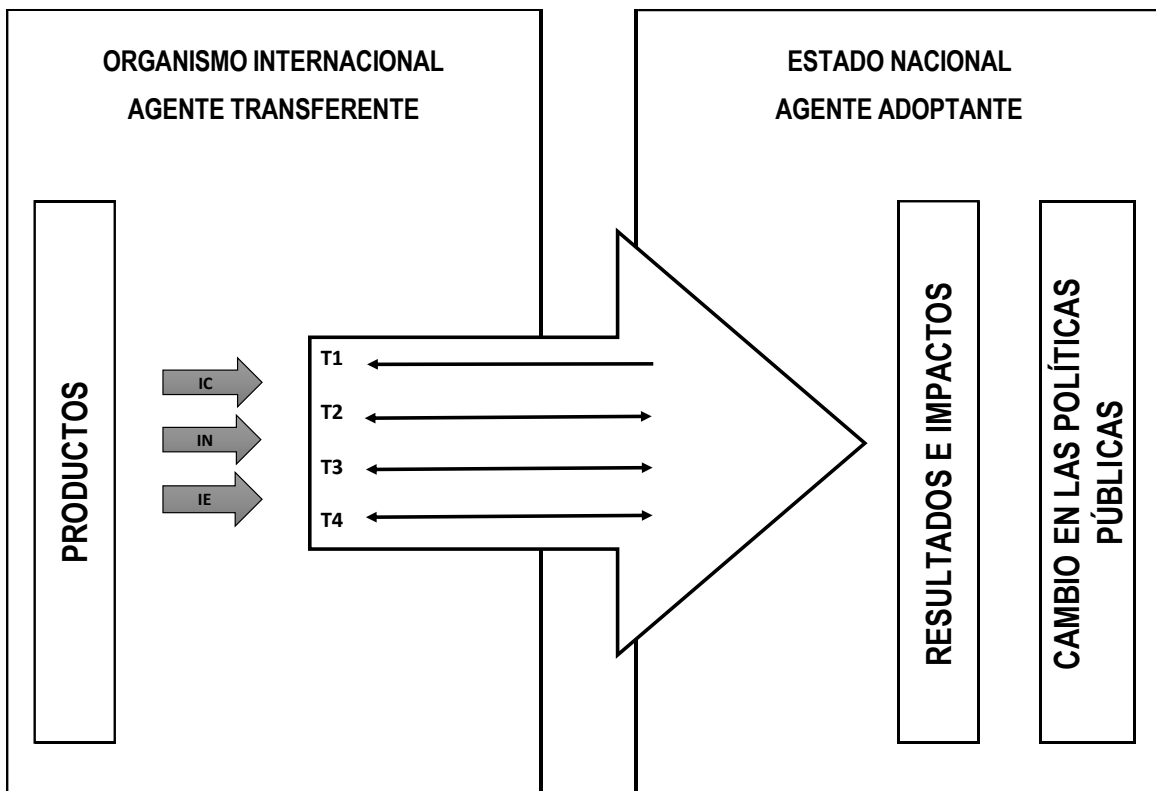 ORGANISMO INTERNACIONAL
AGENTE TRANSFERENTE
PRODUCTOS
IC
IN
IE
T1
T2
T3
T4
ESTADO NACIONAL
AGENTE ADOPTANTE
RESULTADOS E IMPACTOS
CAMBIO EN LAS POLÍTICAS
PÚBLICAS